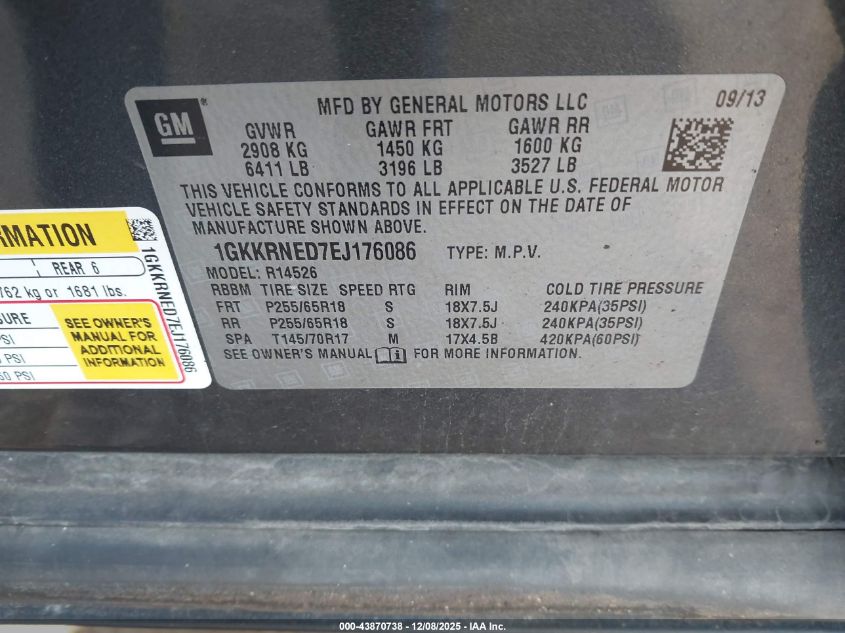 GM
®
MFD BY GENERAL MOTORS LLC 09/13
GVWR GAWR FRT GAWR RR
2908 KG 1450 KG 1600 KG
6411 LB 3196 LB 3527 LB
THIS VEHICLE CONFORMS TO ALL APPLICABLE U.S. FEDERAL MOTOR
VEHICLE SAFETY STANDARDS IN EFFECT ON THE DATE OF
MANUFACTURE SHOWN ABOVE.
1GKKRNED7EJ176086 TYPE: M.P.V.
MODEL: R14526
RBBM TIRE SIZE SPEED RTG RIM COLD TIRE PRESSURE
FRT P255/65R18 S 18X7.5J 240KPA(35PSI)
RR P255/65R18 S 18X7.5J 240KPA(35PSI)
SPA T145/70R17 M 17X4.5B 420KPA(60PSI)
SEE OWNER'S MANUAL i FOR MORE INFORMATION.
RMATION
REAR 6
762 kg or 1681 lbs.
SURE
PSI
PSI
60 PSI
SEE OWNER'S
MANUAL FOR
ADDITIONAL
INFORMATION
1GKKRNED7EJ176086
000-43870738 - 12/08/2025 - IAA Inc.